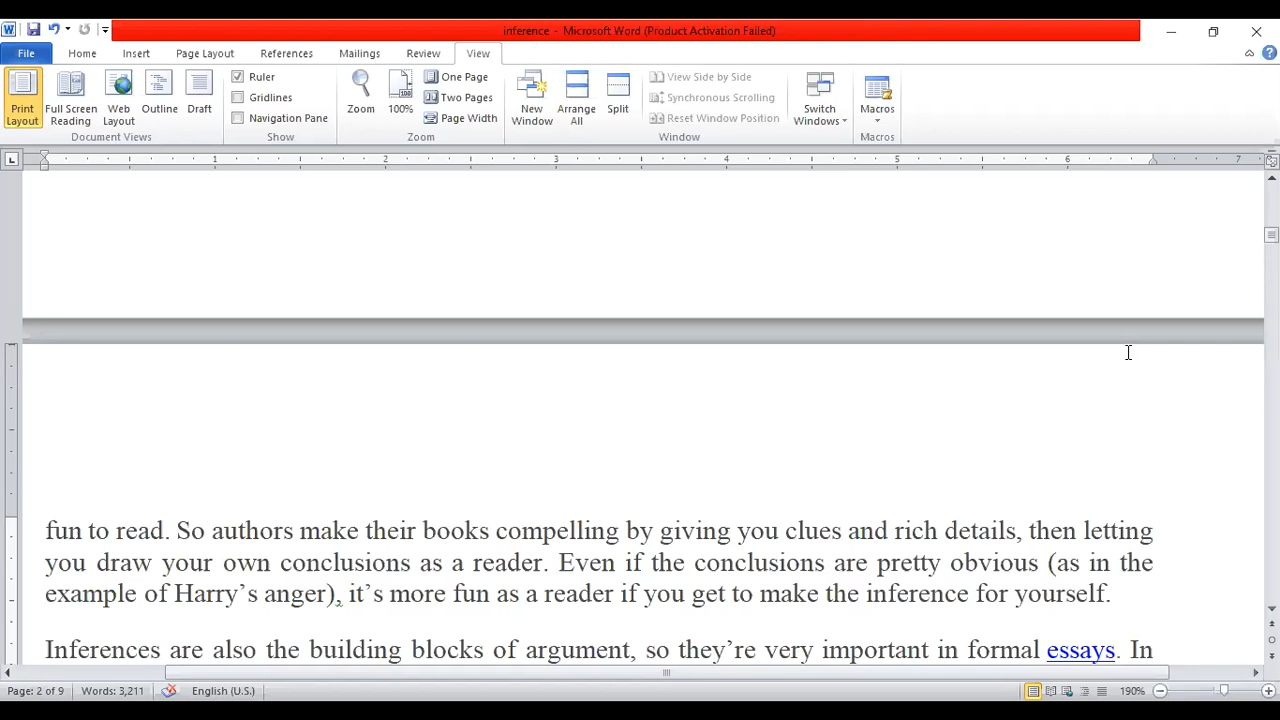 inference - Microsoft Word (Product Activation Failed)
File Home Insert Page Layout References Mailings Review View
Print Layout
Full Screen Reading
Web Layout
Outline
Draft
Document Views
Ruler
Gridlines
Navigation Pane
Show
Zoom
100%
One Page
Two Pages
Page Width
Zoom
New Window
Arrange All
Split
View Side by Side
Synchronous Scrolling
Reset Window Position
Window
Switch Windows
Macros
Macros
1 2 3 4 5 6 7
fun to read. So authors make their books compelling by giving you clues and rich details, then letting
you draw your own conclusions as a reader. Even if the conclusions are pretty obvious (as in the
example of Harry’s anger), it’s more fun as a reader if you get to make the inference for yourself.
Inferences are also the building blocks of argument, so they’re very important in formal essays. In
Page: 2 of 9 Words: 3,211 English (U.S.) 190%